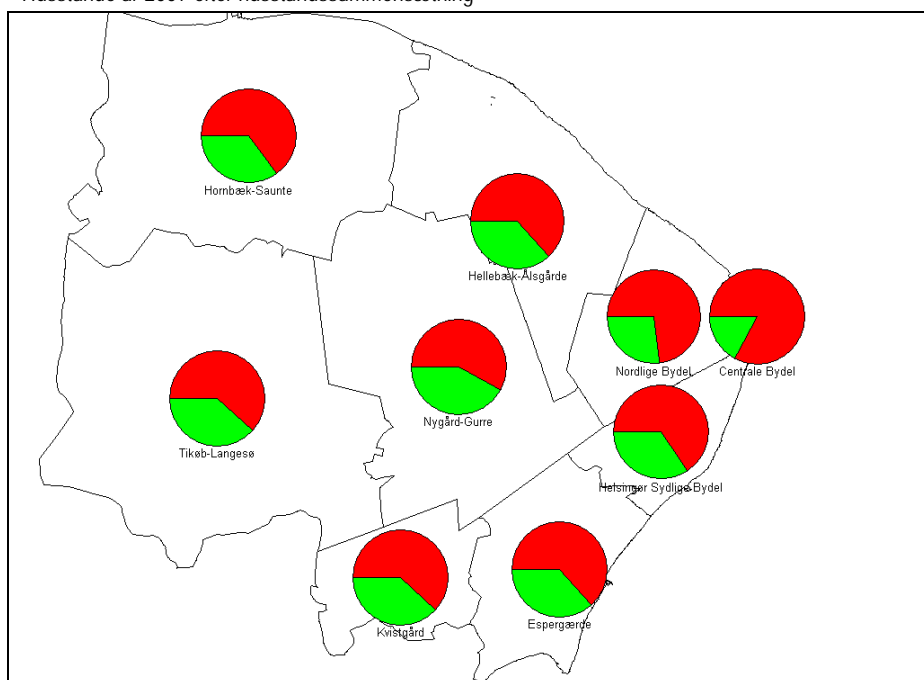 Husstande år 2007 efter husstandssammensætning
Hornbæk-Saunte
Hellebæk-Ålsgårde
Nordlige Bydel
Centrale Bydel
Nygård-Gurre
Tikøb-Langesø
Helsingør Sydlige Bydel
Espergærde
Kvistgård